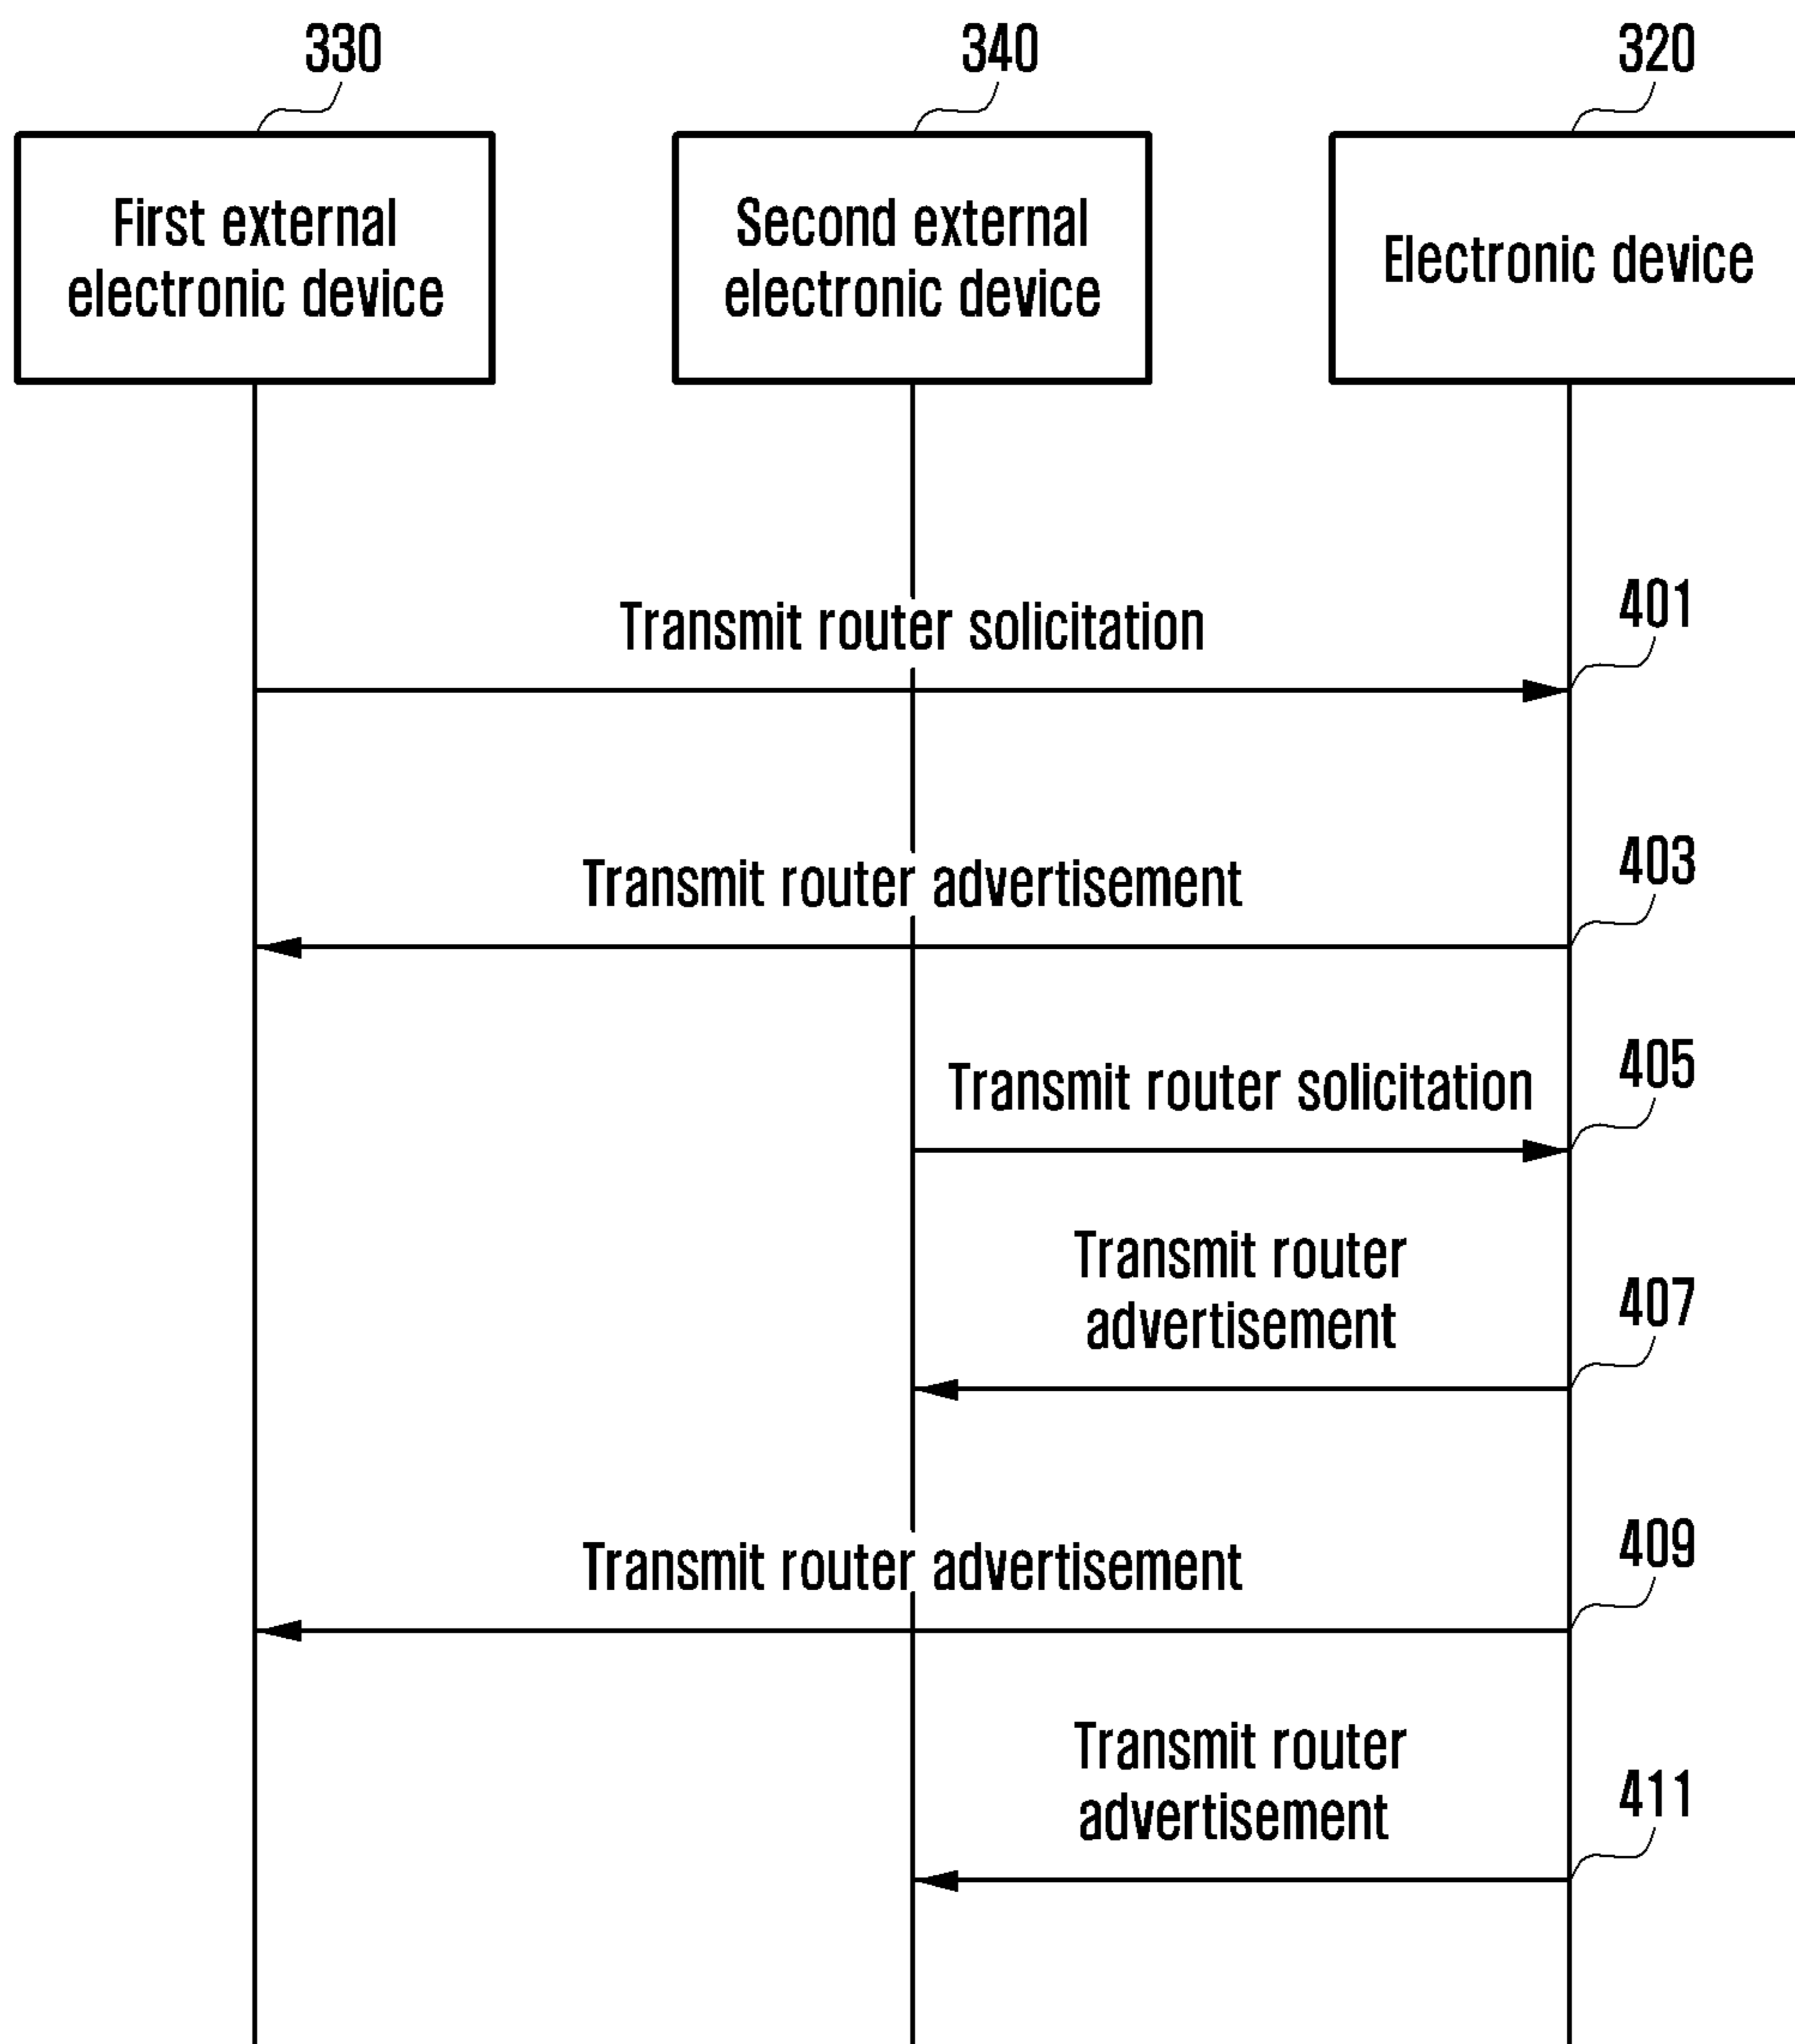 330
340
320
First external
electronic device
Second external
electronic device
Electronic device
Transmit router solicitation
401
Transmit router advertisement
403
Transmit router solicitation
405
Transmit router
advertisement
407
Transmit router advertisement
409
Transmit router
advertisement
411